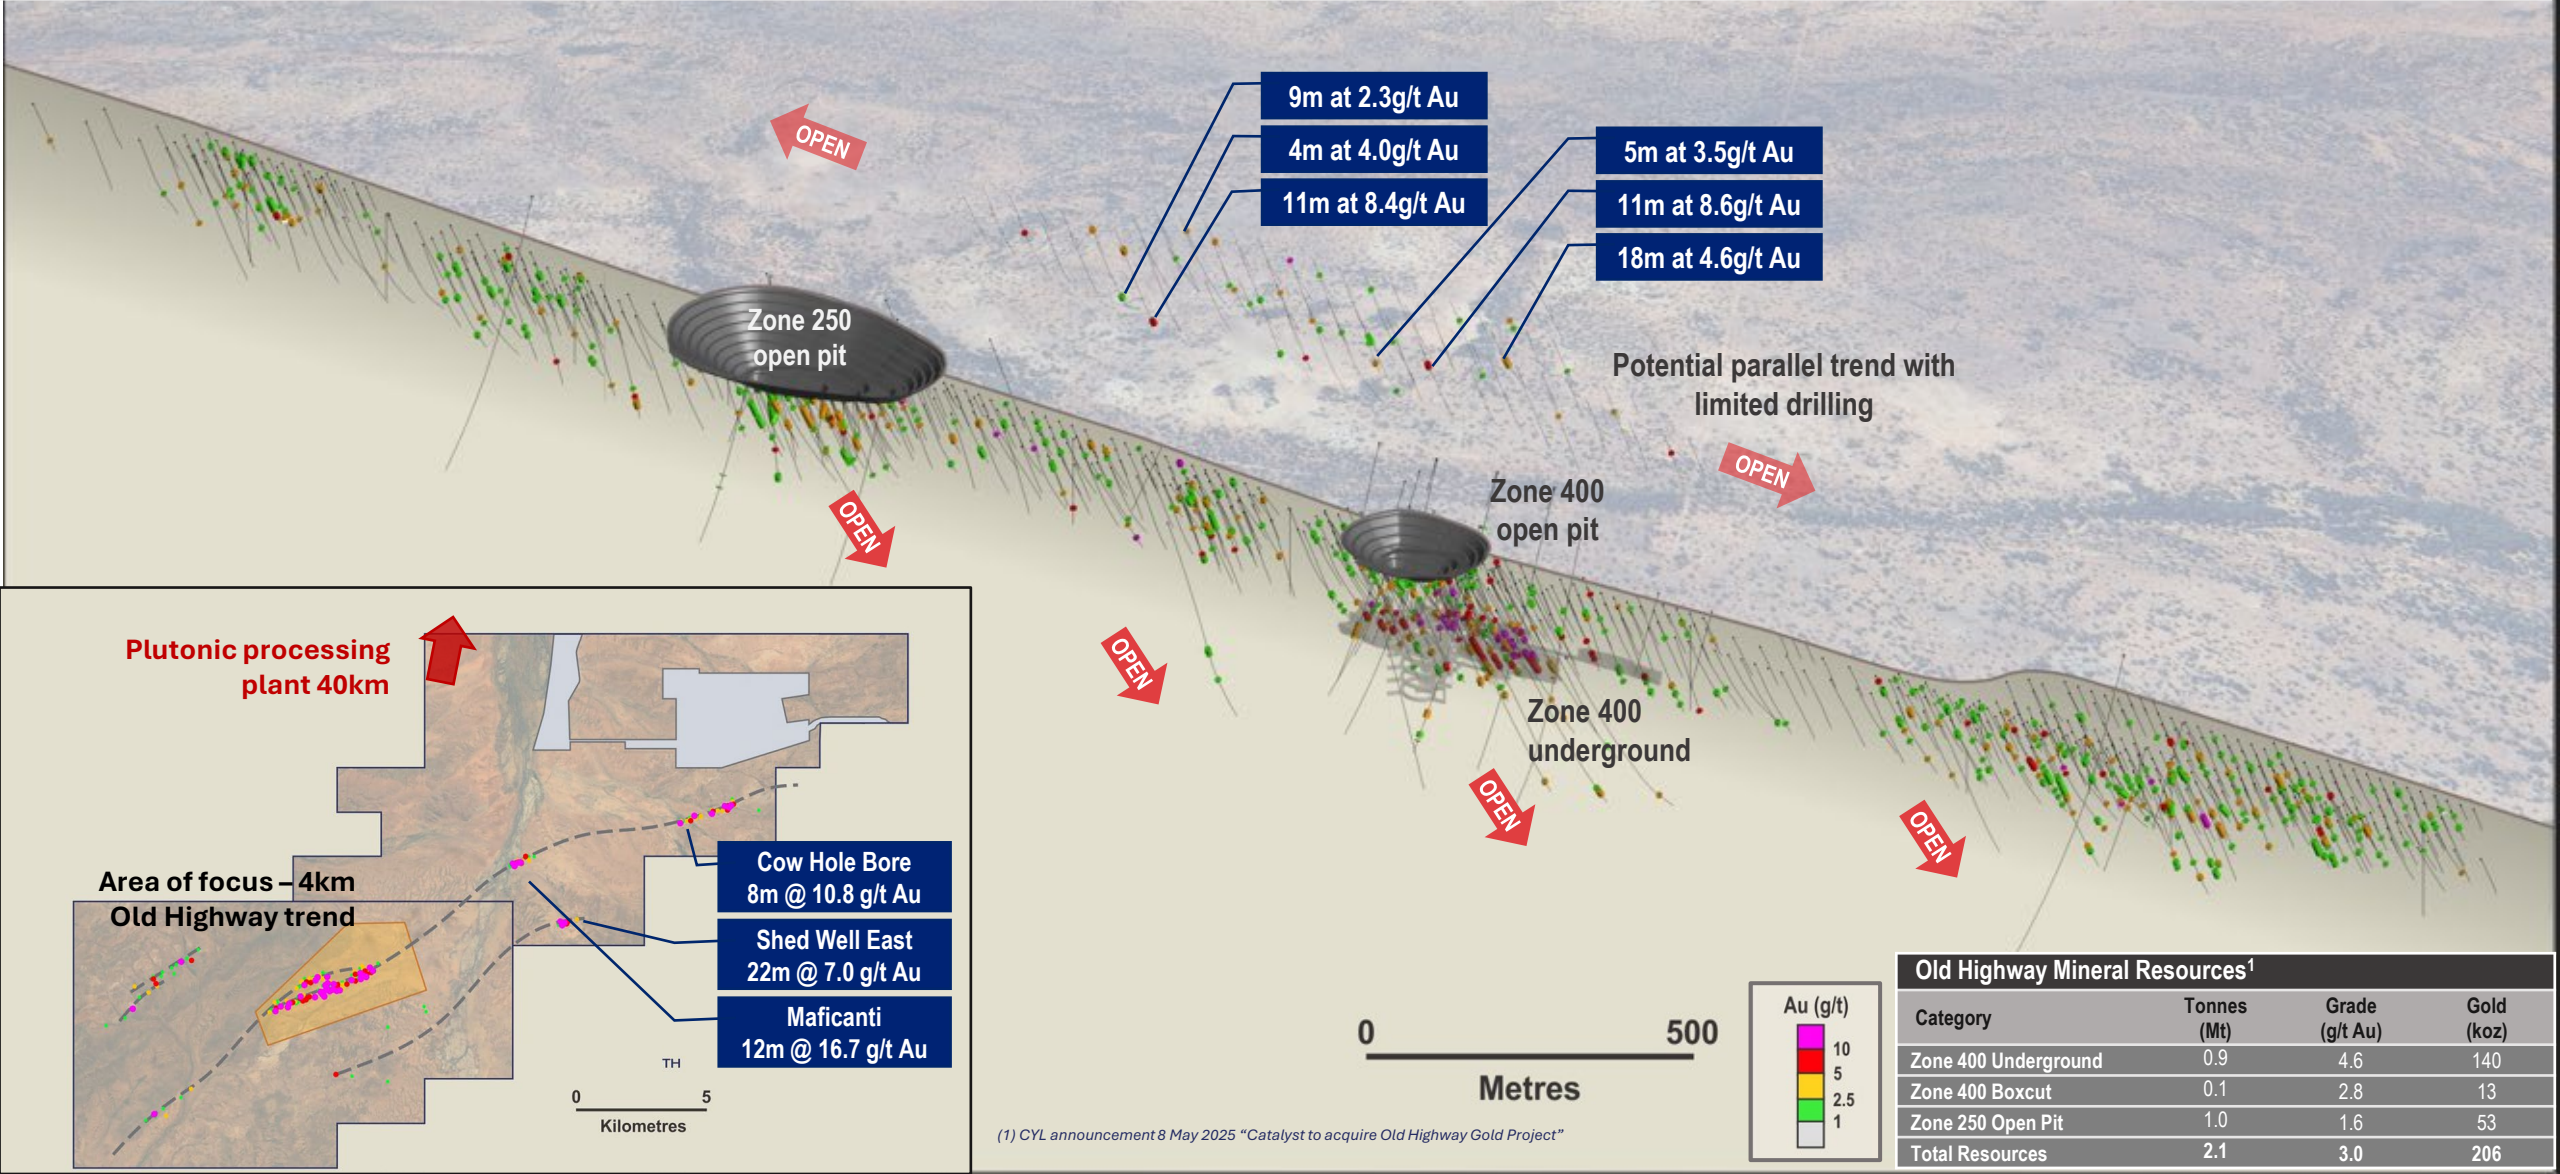 OPEN
9m at 2.3g/t Au
4m at 4.0g/t Au
11m at 8.4g/t Au
5m at 3.5g/t Au
11m at 8.6g/t Au
18m at 4.6g/t Au
Zone 250
open pit
Potential parallel trend with
limited drilling
OPEN
Zone 400
open pit
OPEN
OPEN
Zone 400
underground
OPEN
OPEN
Plutonic processing
plant 40km
Area of focus – 4km
Old Highway trend
Cow Hole Bore
8m @ 10.8 g/t Au
Shed Well East
22m @ 7.0 g/t Au
Maficanti
12m @ 16.7 g/t Au
TH
0 5
Kilometres
0 500
Metres
Au (g/t)
10
5
2.5
1
Old Highway Mineral Resources1
Category Tonnes (Mt) Grade (g/t Au) Gold (koz)
Zone 400 Underground 0.9 4.6 140
Zone 400 Boxcut 0.1 2.8 13
Zone 250 Open Pit 1.0 1.6 53
Total Resources 2.1 3.0 206
(1) CYL announcement 8 May 2025 “Catalyst to acquire Old Highway Gold Project”